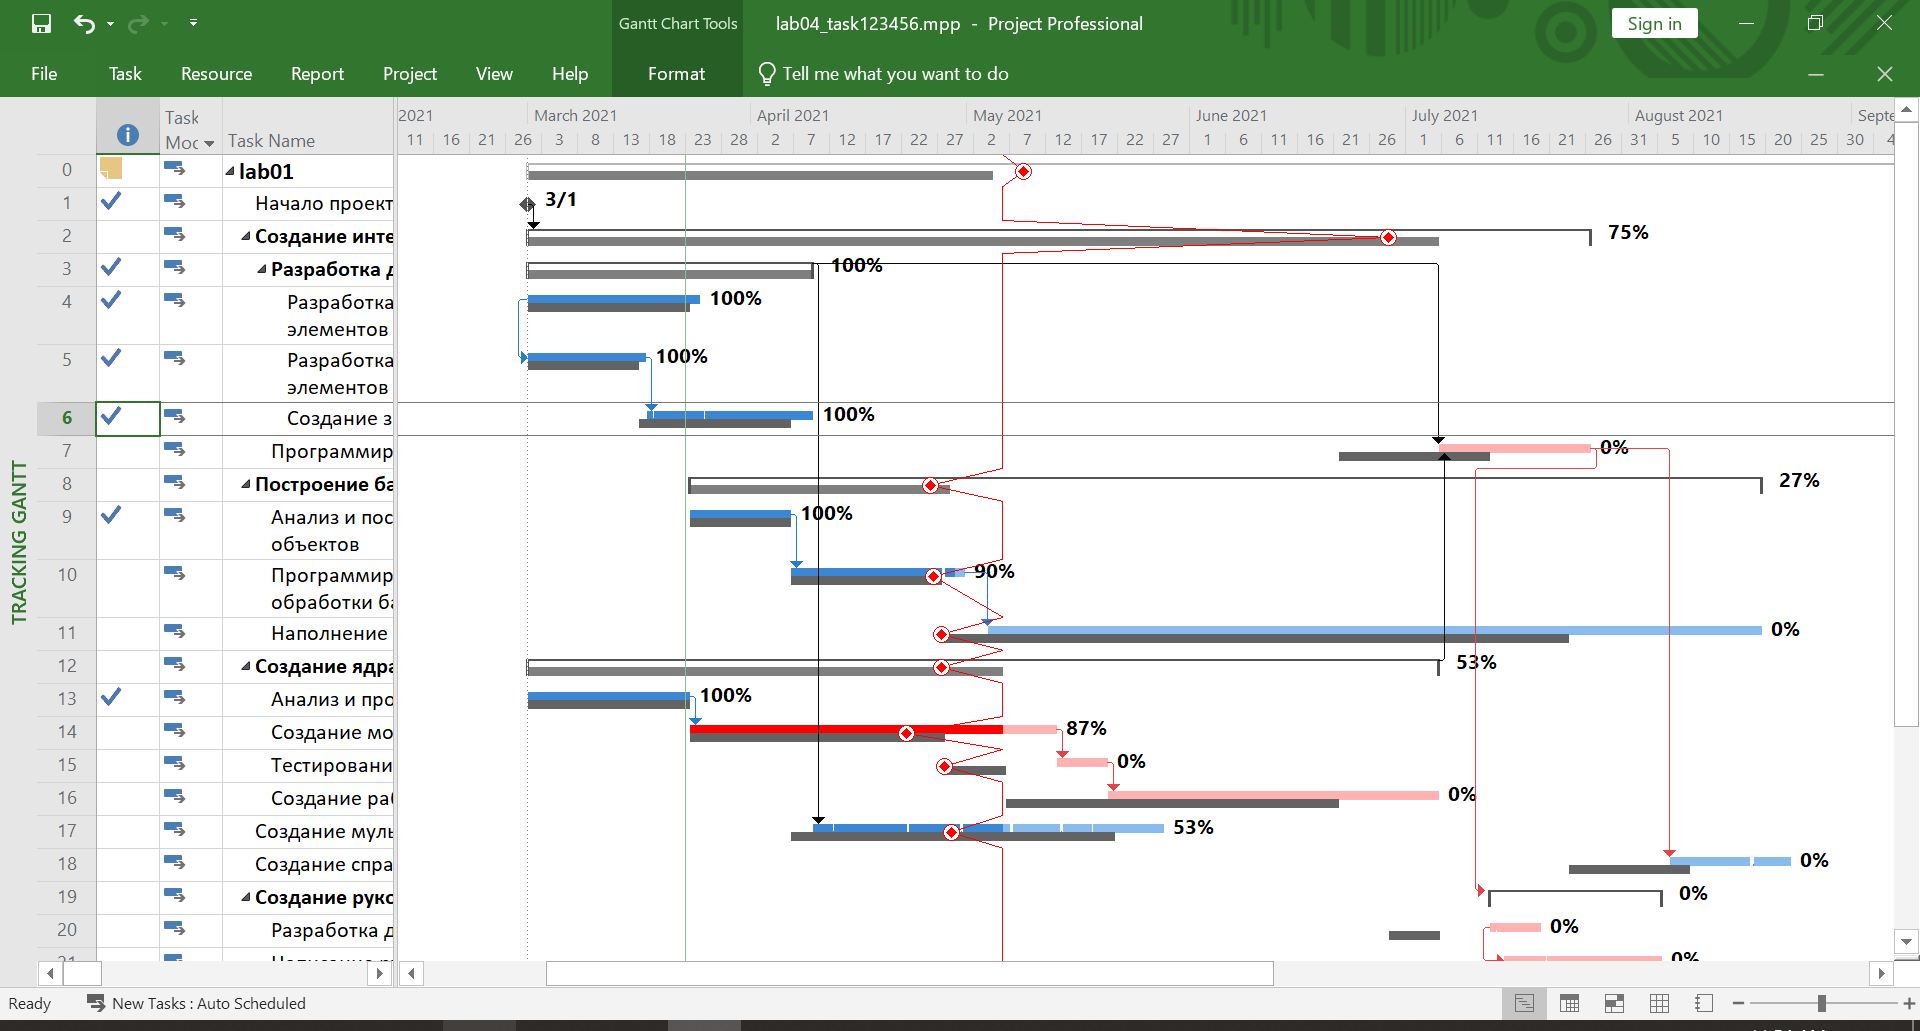 Gantt Chart Tools
lab04_task123456.mpp - Project Professional
Sign in
File Task Resource Report Project View Help Format Tell me what you want to do
TRACKING GANTT
Task Moc
Task Name
2021 March 2021 April 2021 May 2021 June 2021 July 2021 August 2021 Septe
11 16 21 26 3 8 13 18 23 28 2 7 12 17 22 27 2 7 12 17 22 27 1 6 11 16 21 26 1 6 11 16 21 26 31 5 10 15 20 25 30 4
0 lab01
1 Начало проект 3/1
2 Создание инте 75%
3 Разработка д 100%
4 Разработка 100%
элементов
5 Разработка 100%
элементов
6 Создание з 100%
7 Программир 0%
8 Построение ба 27%
9 Анализ и пос 100%
объектов
10 Программир 90%
обработки ба
11 Наполнение 0%
12 Создание ядра 53%
13 Анализ и про 100%
14 Создание мо 87%
15 Тестировани 0%
16 Создание раб 0%
17 Создание муль 53%
18 Создание спра 0%
19 Создание руко 0%
20 Разработка д 0%
21 0%
Ready New Tasks : Auto Scheduled